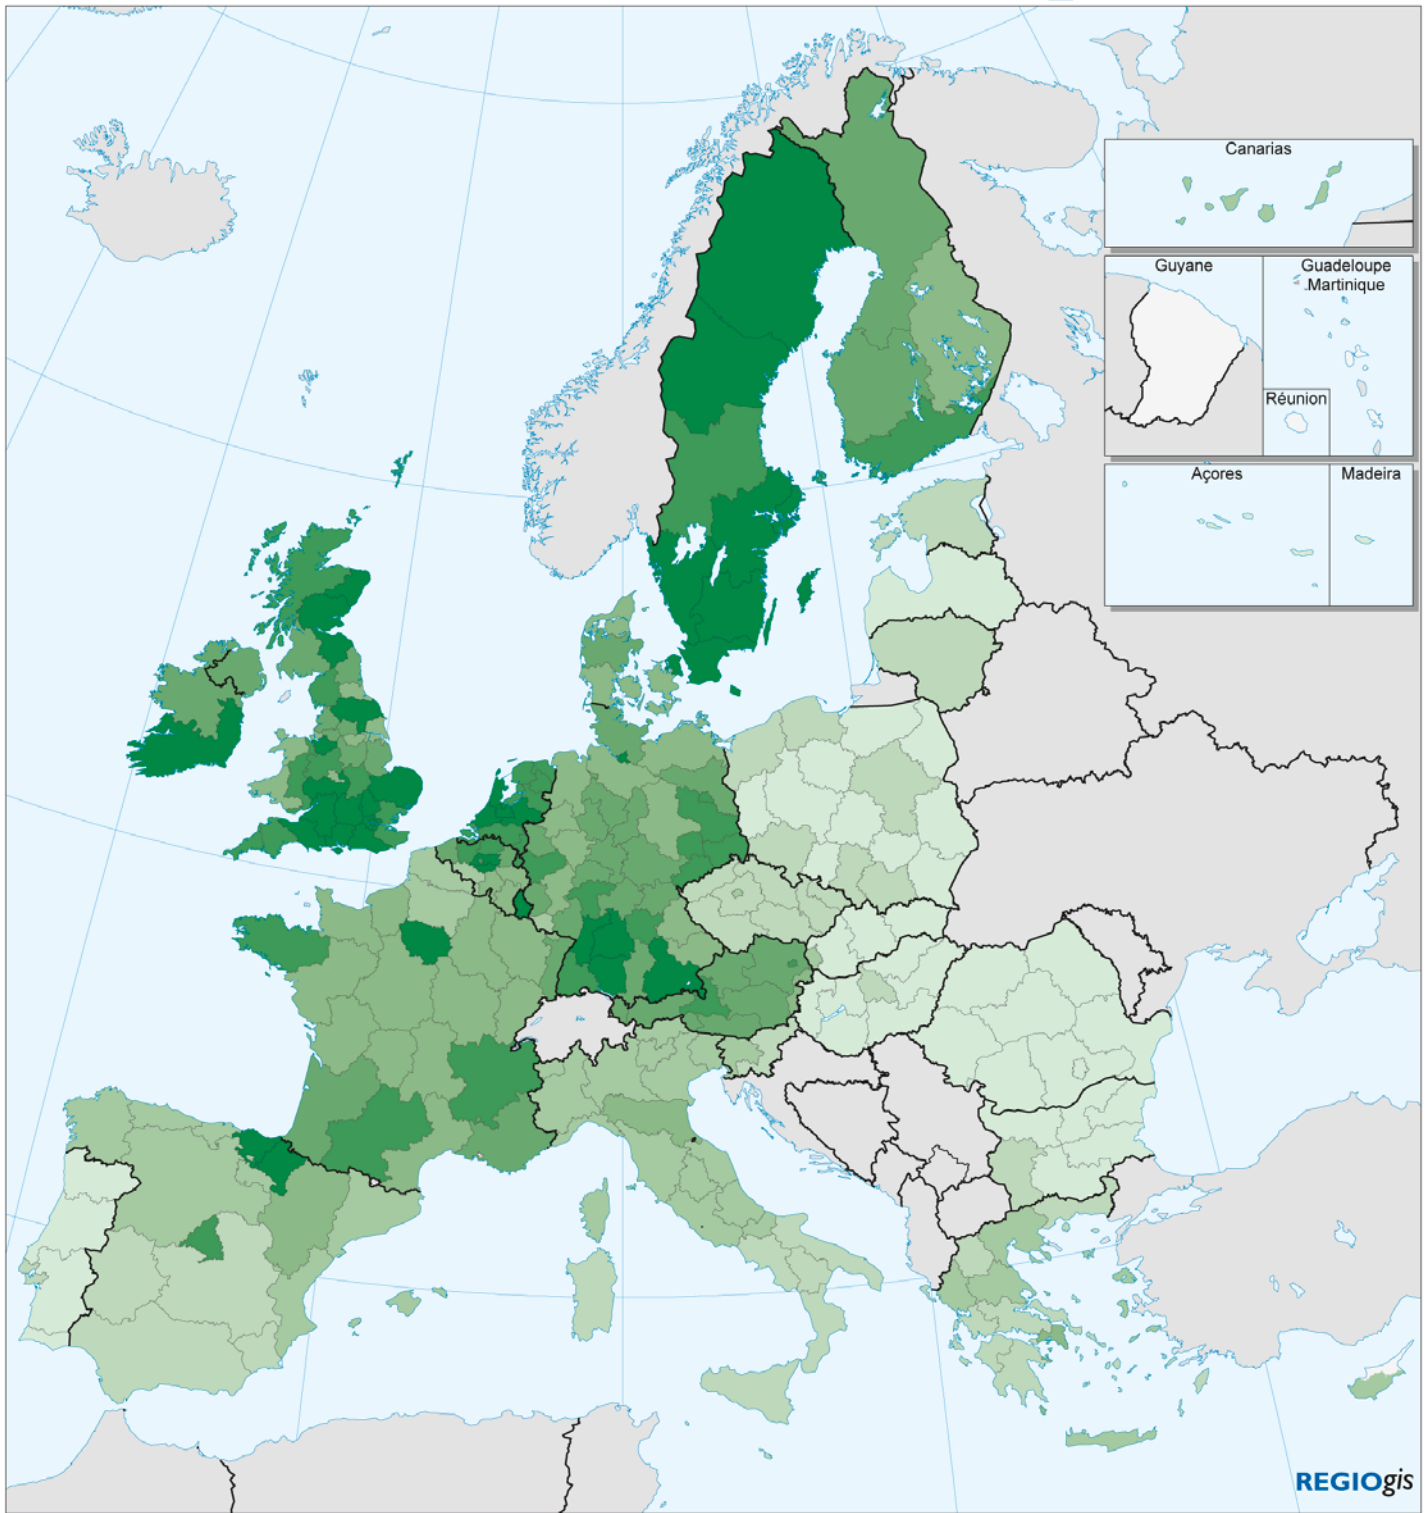 Canarias
Guyane
Guadeloupe
Martinique
Réunion
Açores
Madeira
REGIOgis